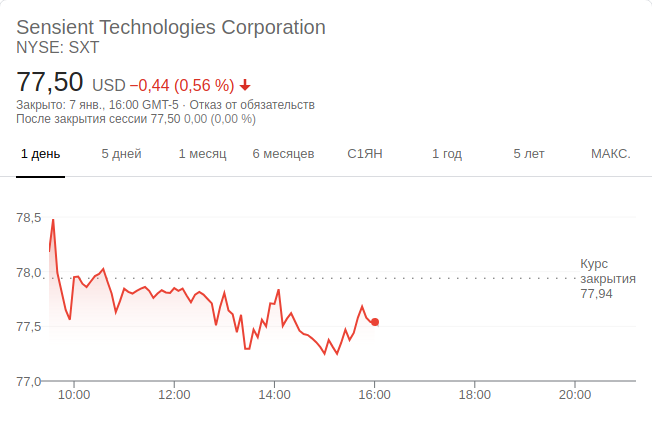 Sensient Technologies Corporation
NYSE: SXT
77,50 USD −0,44 (0,56 %)
Закрыто: 7 янв., 16:00 GMT-5 · Отказ от обязательств
После закрытия сессии 77,50 0,00 (0,00 %)
1 день 5 дней 1 месяц 6 месяцев С1ЯН 1 год 5 лет МАКС.
78,5
78,0
77,5
77,0
Курс
закрытия
77,94
10:00 12:00 14:00 16:00 18:00 20:00